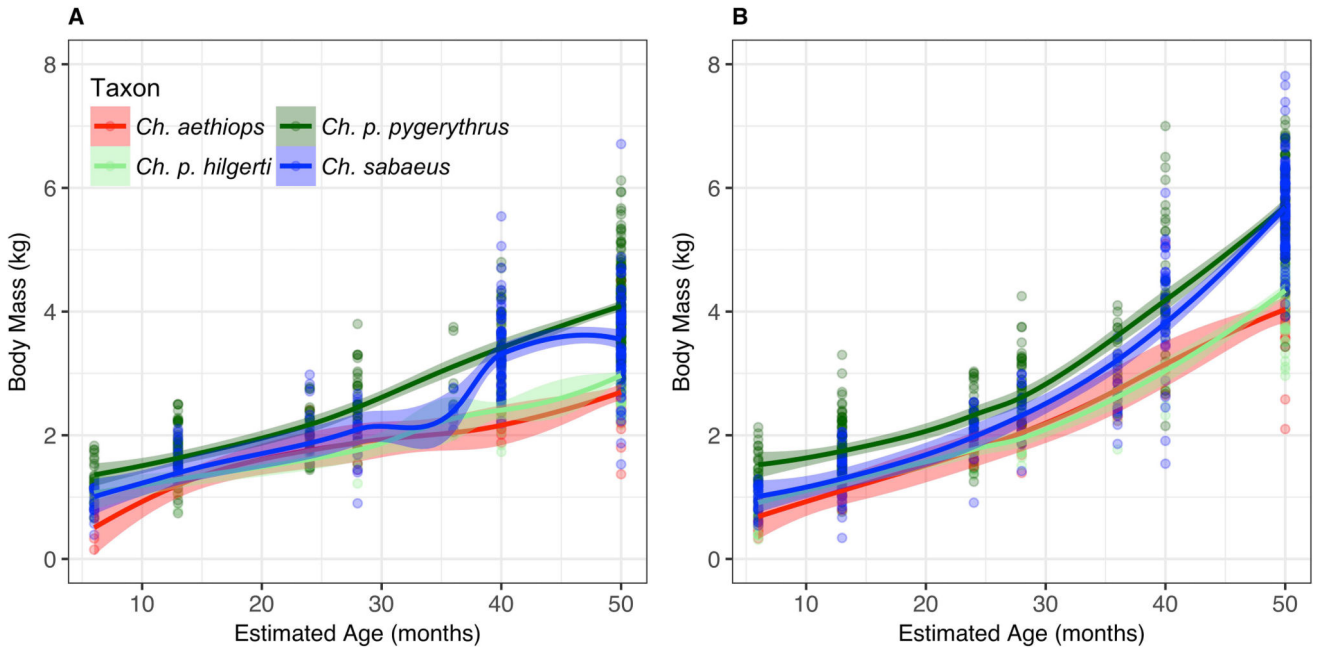 A
B
Taxon
Ch. aethiops
Ch. p. pygerythrus
Ch. p. hilgerti
Ch. sabaeus
8
6
4
2
0
Body Mass (kg)
10 20 30 40 50
Estimated Age (months)
8
6
4
2
0
Body Mass (kg)
10 20 30 40 50
Estimated Age (months)